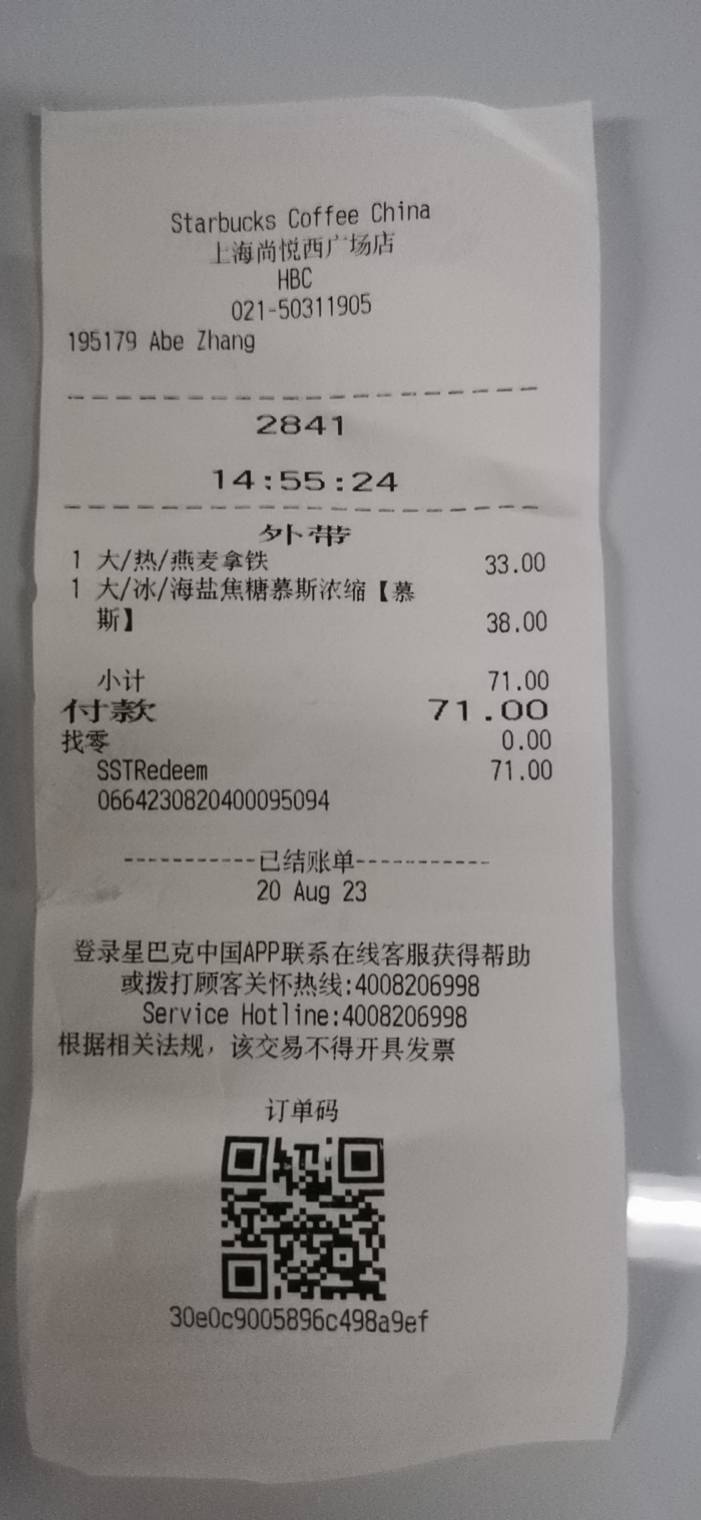 Starbucks Coffee China
上海尚悦西广场店
HBC
021-50311905
195179 Abe Zhang
2841
14:55:24
外带
1 大/热/燕麦拿铁 33.00
1 大/冰/海盐焦糖慕斯浓缩【慕
斯】 38.00
小计 71.00
付款 71.00
找零 0.00
SSTRedeem 71.00
0664230820400095094
-----------已结账单-----------
20 Aug 23
登录星巴克中国APP联系在线客服获得帮助
或拨打顾客关怀热线:4008206998
Service Hotline:4008206998
根据相关法规，该交易不得开具发票
订单码
30e0c9005896c498a9ef